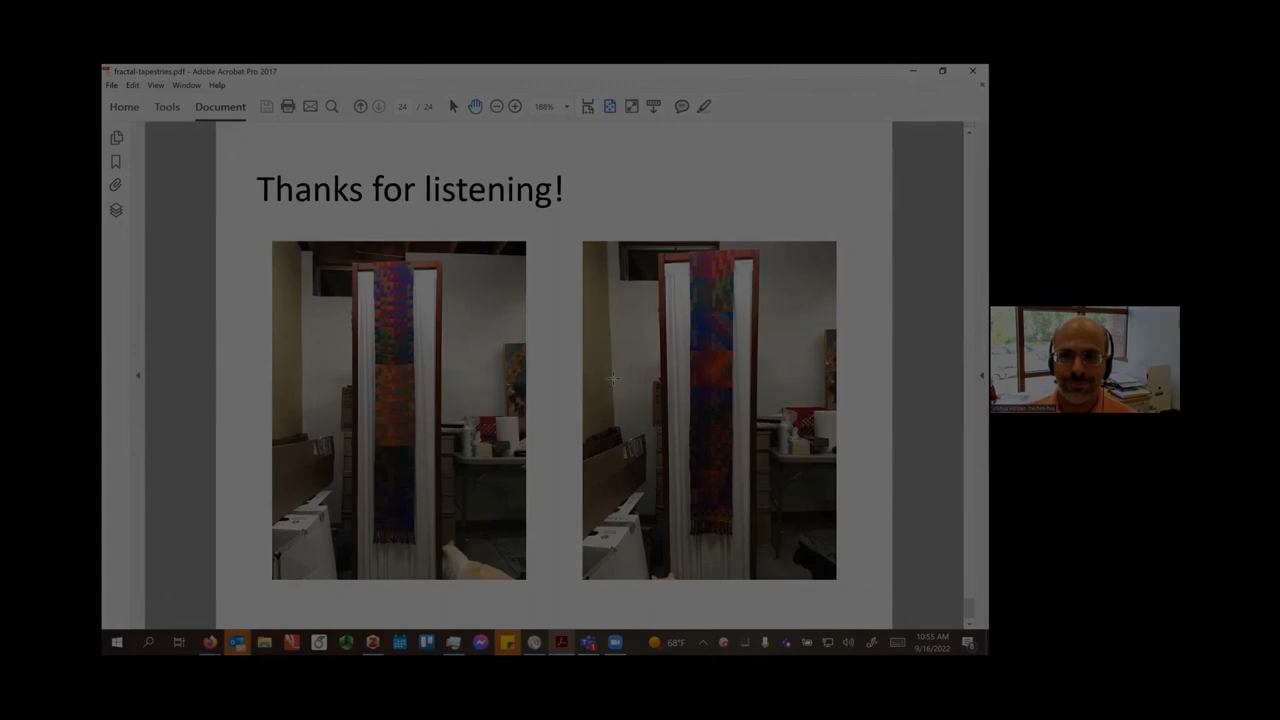 fractal-tapestries.pdf - Adobe Acrobat Pro 2017
File Edit View Window Help
Home Tools Document 24 / 24 188%
Thanks for listening!
68°F
10:55 AM
9/16/2022